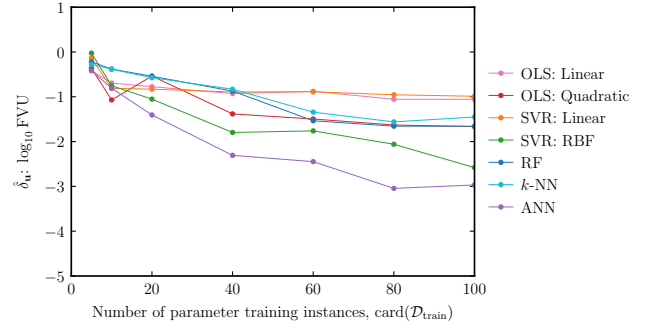 0
−1
−2
−3
−4
−5
δ̂ᵤ: log₁₀ FVU
0 20 40 60 80 100
Number of parameter training instances, card(𝒟train)
OLS: Linear
OLS: Quadratic
SVR: Linear
SVR: RBF
RF
k-NN
ANN